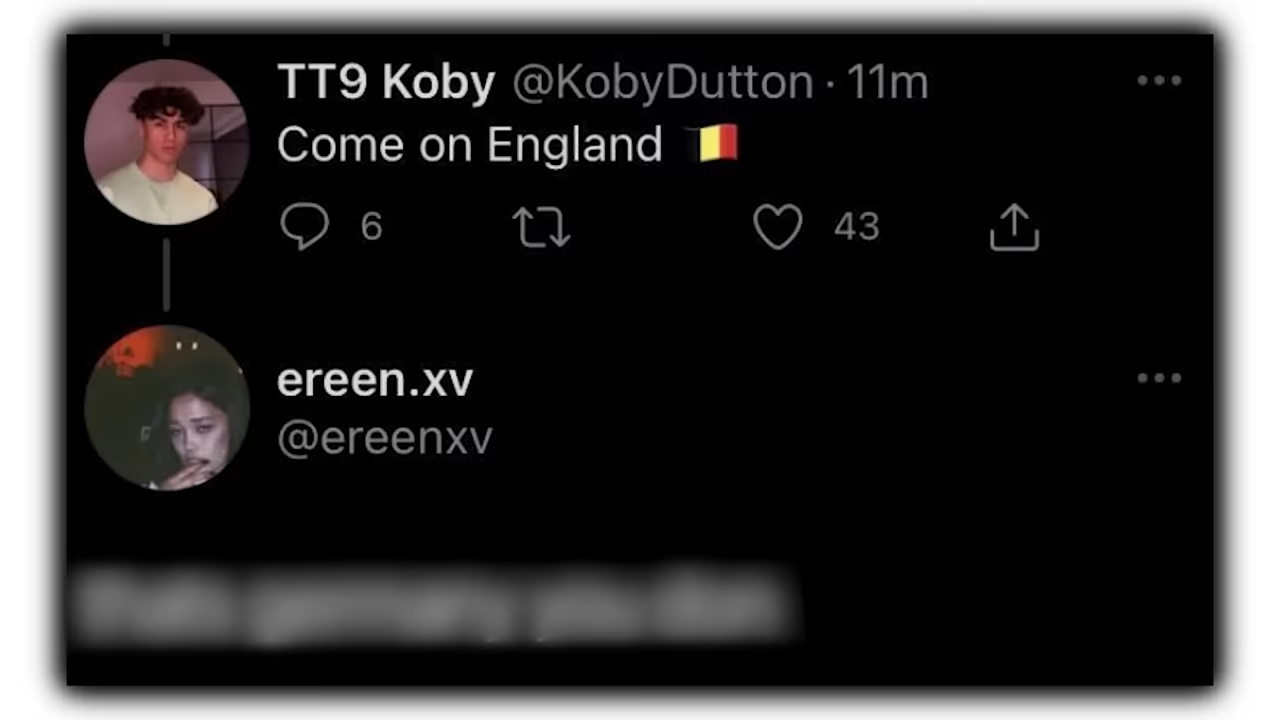 TT9 Koby @KobyDutton · 11m
Come on England 🇧🇪
6 43
ereen.xv
@ereenxv